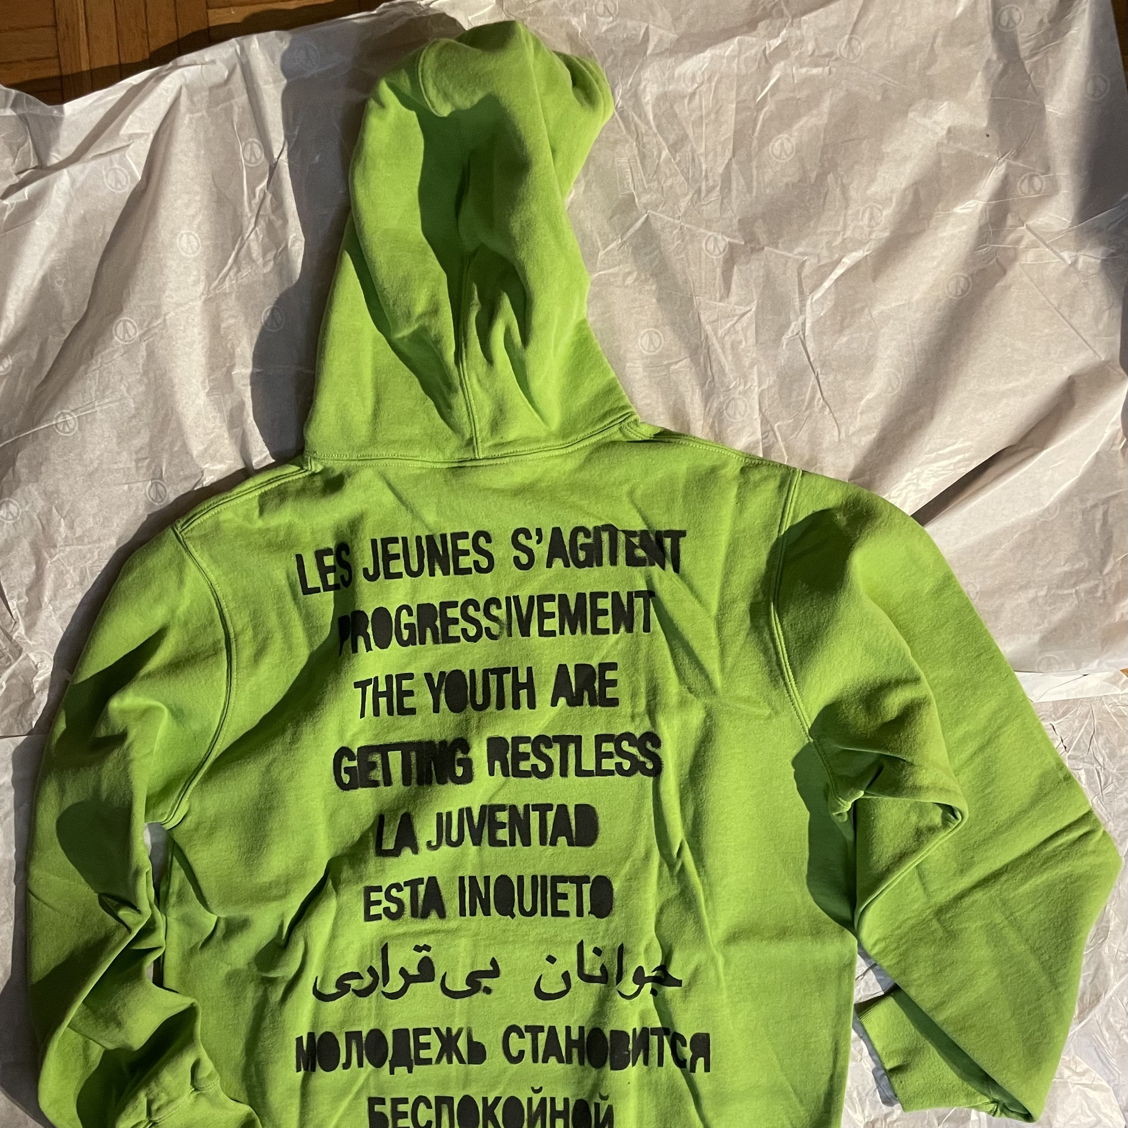 LES JEUNES S'AGITENT
PROGRESSIVEMENT
THE YOUTH ARE
GETTING RESTLESS
LA JUVENTAD
ESTA INQUIETO
جوانان بی قراری
МОЛОДЕЖЬ СТАНОВИТСЯ
БЕСПОКОЙНОЙ